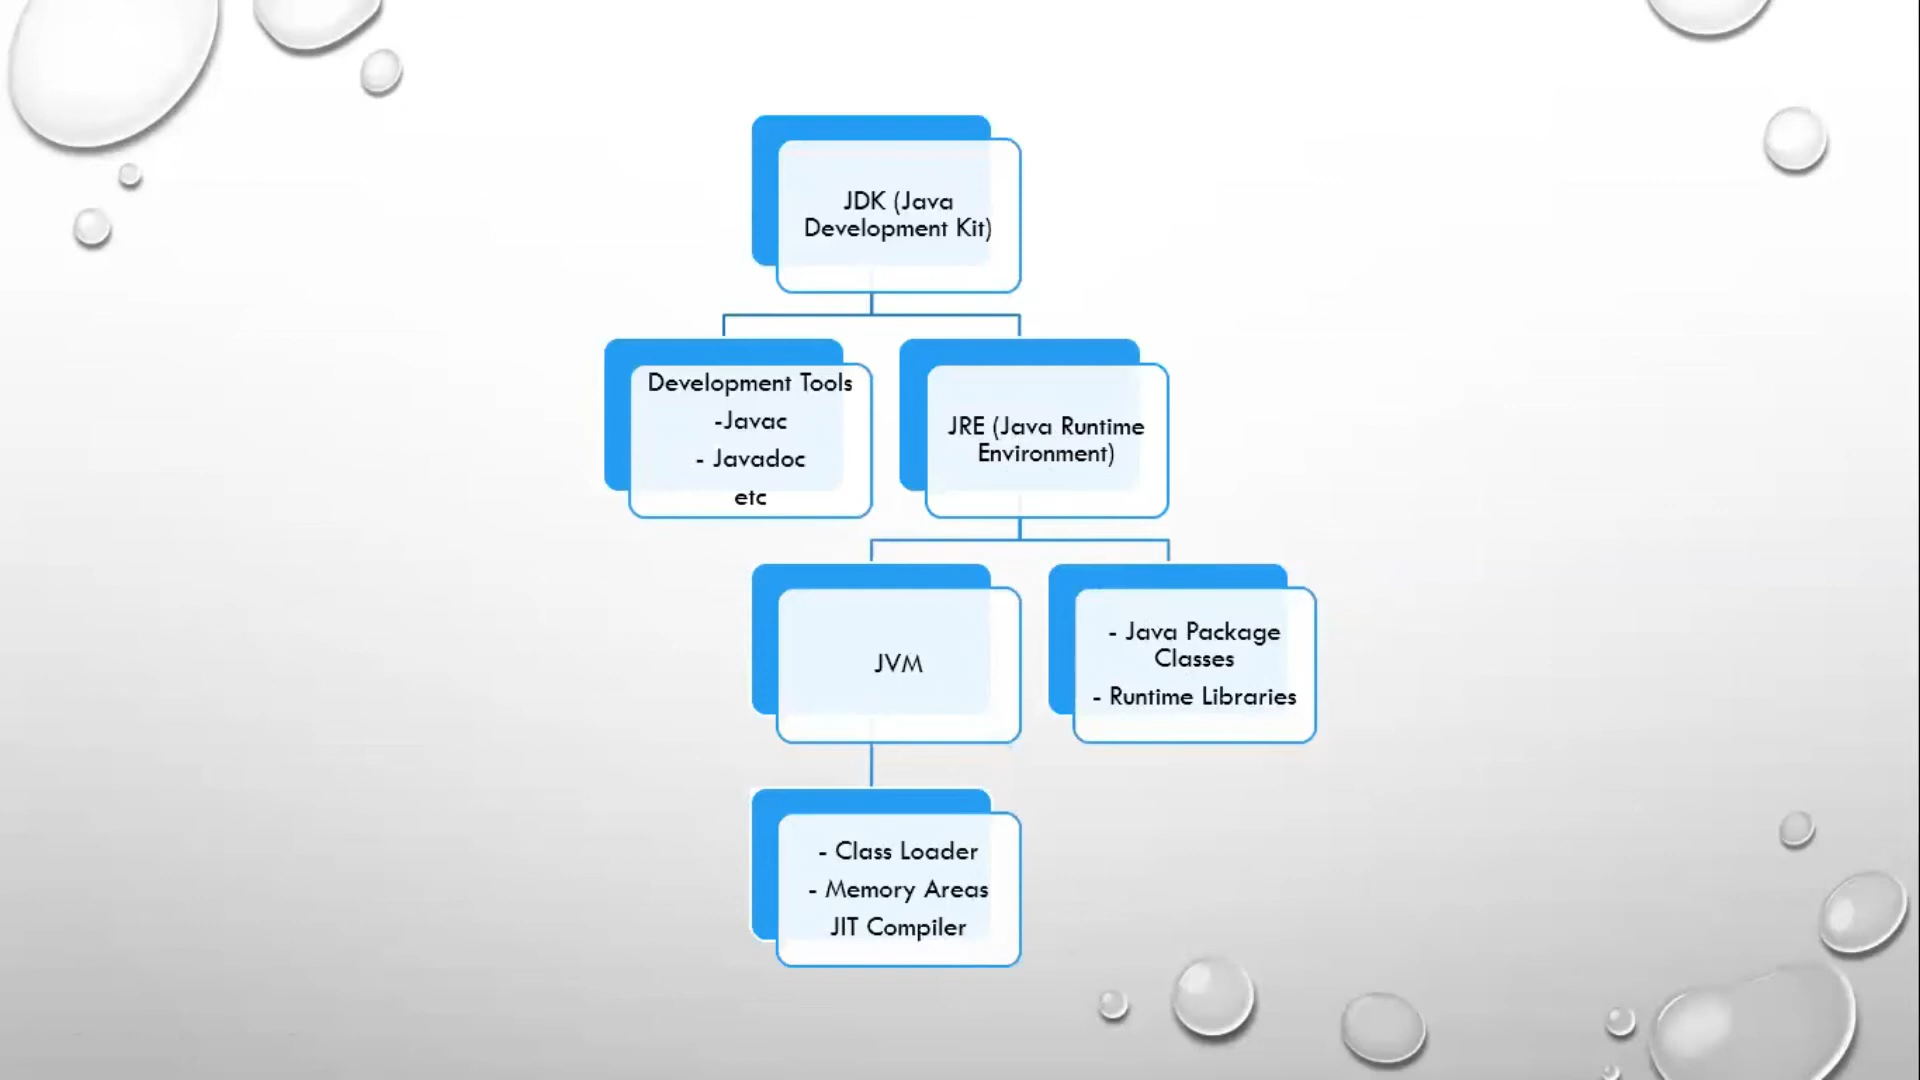 JDK (Java
Development Kit)
Development Tools
-Javac
- Javadoc
etc
JRE (Java Runtime
Environment)
JVM
- Java Package
Classes
- Runtime Libraries
- Class Loader
- Memory Areas
JIT Compiler